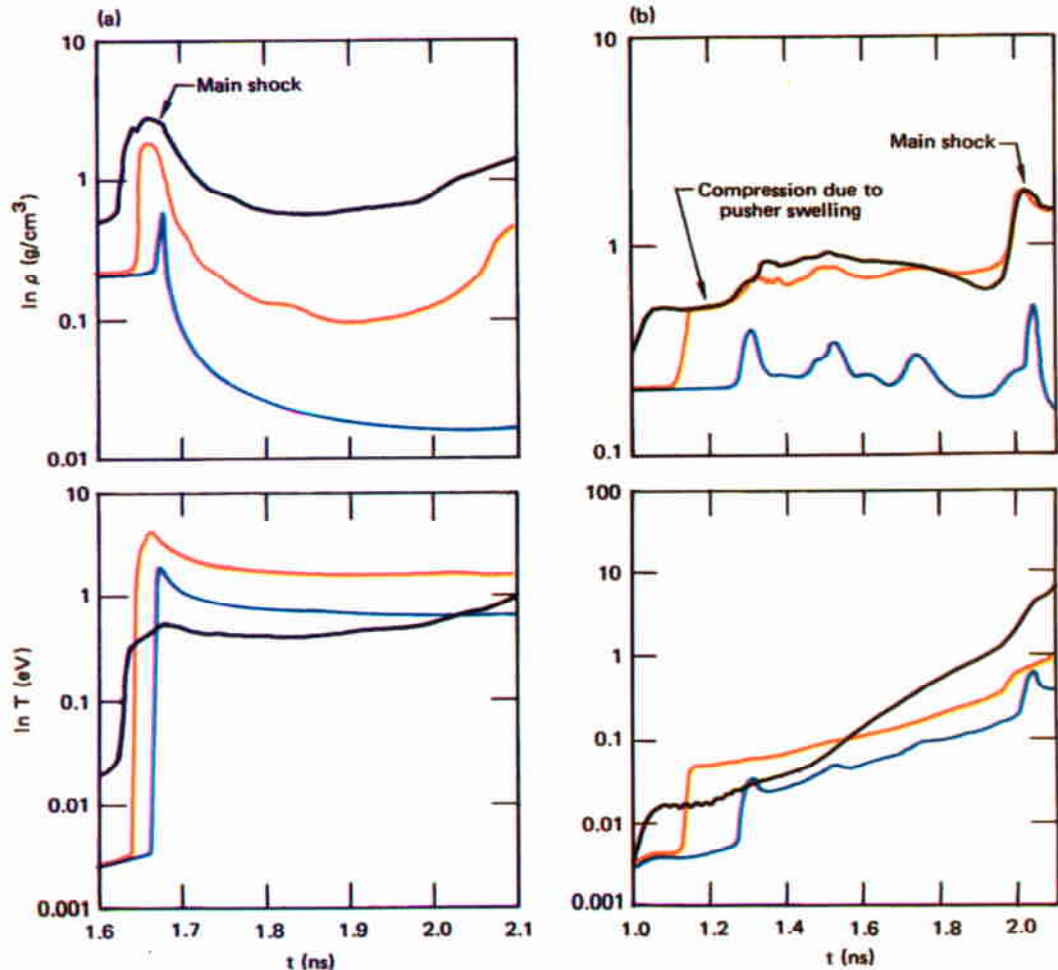 (a)
10
1
0.1
0.01
ln ρ (g/cm³)
Main shock
(b)
10
1
0.1
Compression due to
pusher swelling
Main shock
10
1
0.1
0.01
0.001
ln T (eV)
1.6 1.7 1.8 1.9 2.0 2.1
t (ns)
100
10
1
0.1
0.01
0.001
1.0 1.2 1.4 1.6 1.8 2.0
t (ns)